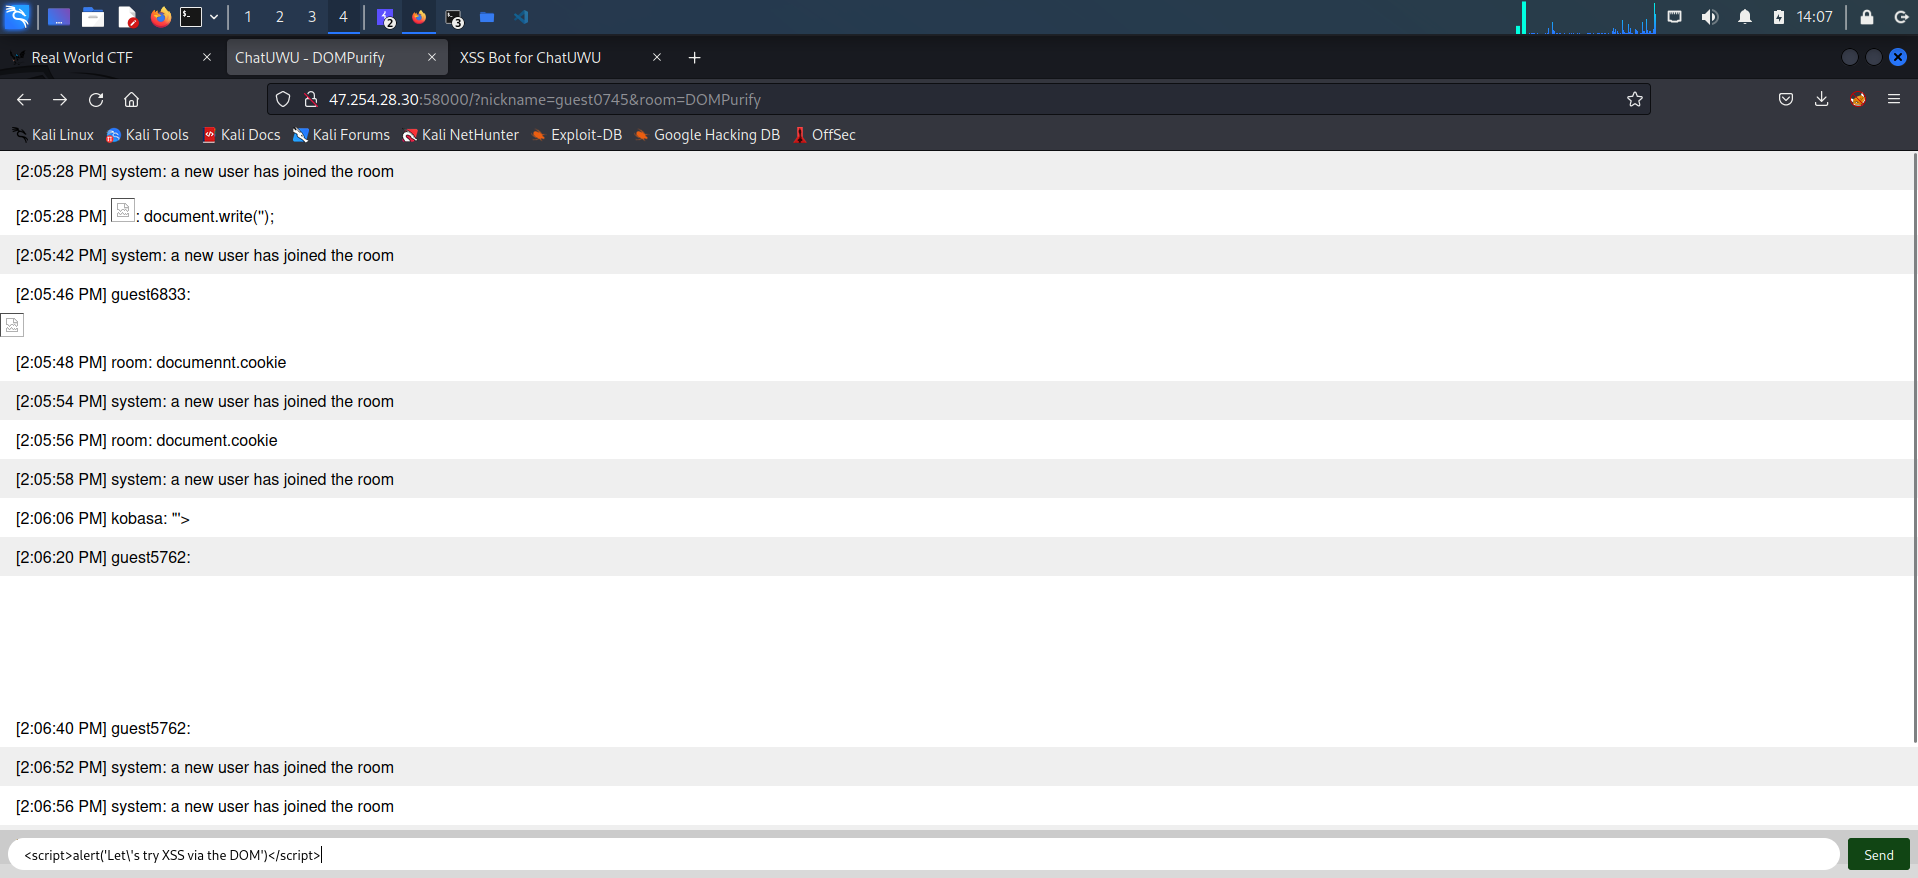 1 2 3 4 2 3 14:07
Real World CTF × ChatUWU - DOMPurify × XSS Bot for ChatUWU × +
47.254.28.30:58000/?nickname=guest0745&room=DOMPurify
Kali Linux Kali Tools Kali Docs Kali Forums Kali NetHunter Exploit-DB Google Hacking DB OffSec
[2:05:28 PM] system: a new user has joined the room
[2:05:28 PM] : document.write('');
[2:05:42 PM] system: a new user has joined the room
[2:05:46 PM] guest6833:
[2:05:48 PM] room: documennt.cookie
[2:05:54 PM] system: a new user has joined the room
[2:05:56 PM] room: document.cookie
[2:05:58 PM] system: a new user has joined the room
[2:06:06 PM] kobasa: "'>
[2:06:20 PM] guest5762:
[2:06:40 PM] guest5762:
[2:06:52 PM] system: a new user has joined the room
[2:06:56 PM] system: a new user has joined the room
<script>alert('Let\'s try XSS via the DOM')</script>
Send